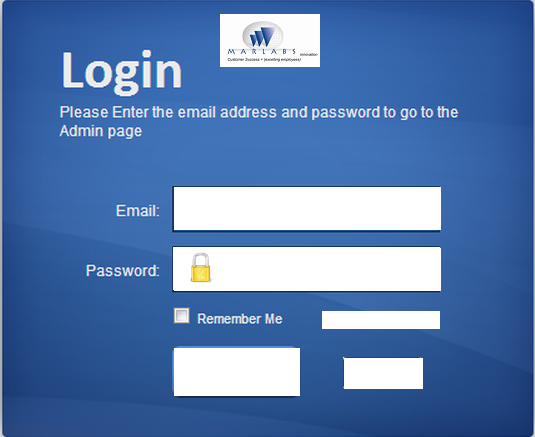 MARLABS
innovation
Customer Success + (exciting employees)
Login
Please Enter the email address and password to go to the
Admin page
Email:
Password:
Remember Me